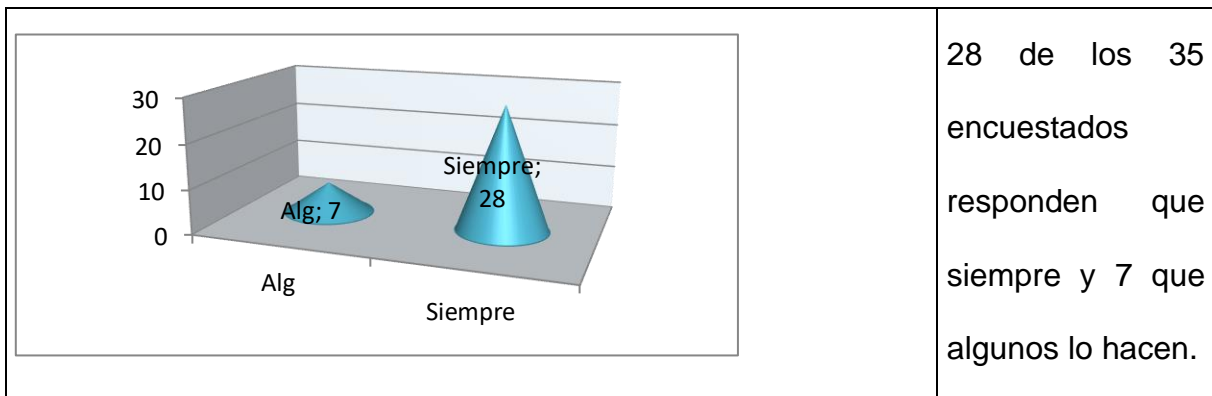 30
20
10
0
Alg; 7
Siempre;
28
Alg
Siempre
28 de los 35
encuestados
responden que
siempre y 7 que
algunos lo hacen.